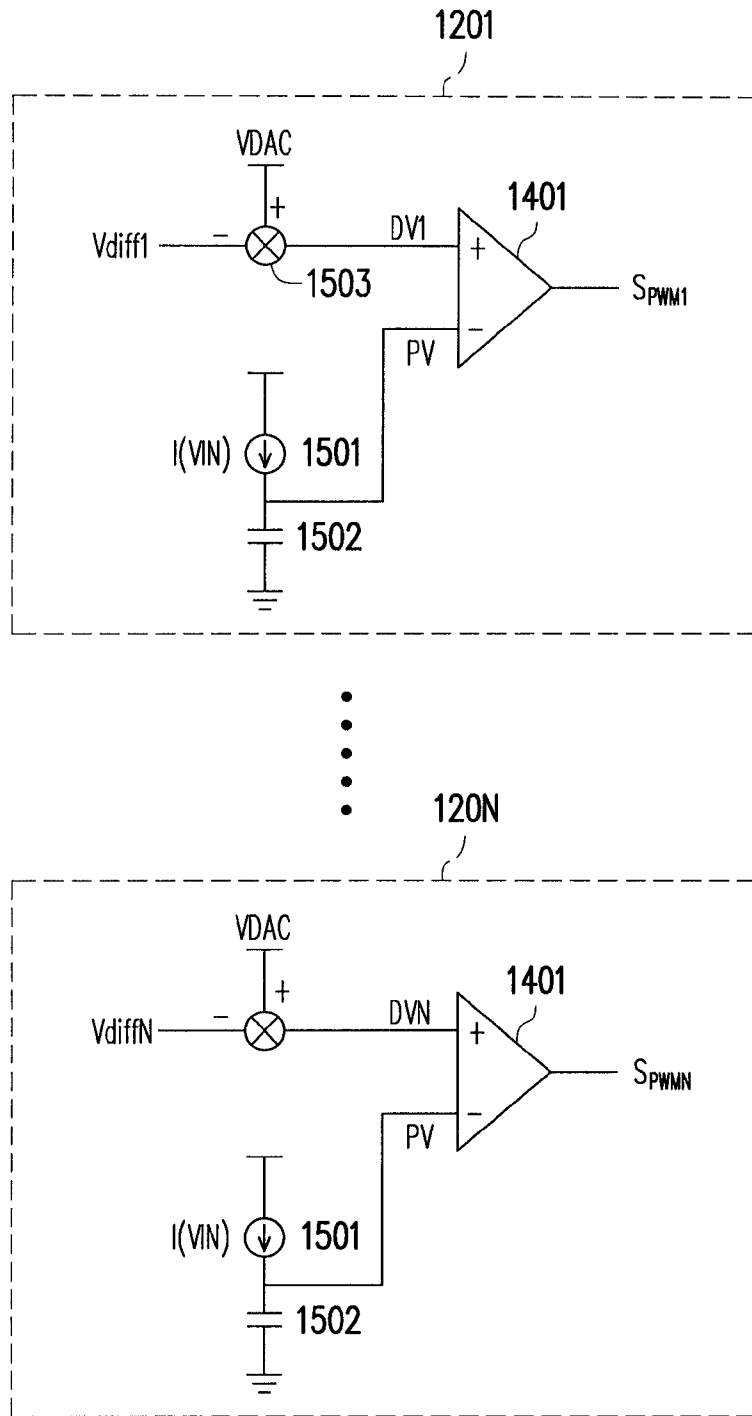 1201
VDAC
+
1401
Vdiff1
−
DV1
+
1503
SPWM1
−
PV
I(VIN)
1501
1502
120N
VDAC
+
1401
VdiffN
−
DVN
+
SPWMN
−
PV
I(VIN)
1501
1502